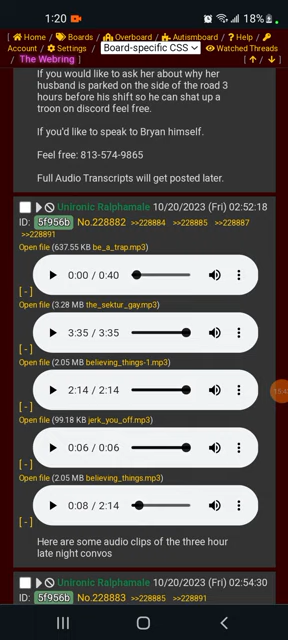 1:20 18%
[ Home / Boards / Overboard / Autismboard / ? Help /
Account / Settings / Board-specific CSS Watched Threads
/ The Webring ] [ ↑ / ↓ ]
If you would like to ask her about why her
husband is parked on the side of the road 3
hours before his shift so he can shat up a
troon on discord feel free.
If you'd like to speak to Bryan himself.
Feel free: 813-574-9865
Full Audio Transcripts will get posted later.
Unironic Ralphamale 10/20/2023 (Fri) 02:52:18
ID: 5f956b No.228882 >>228884 >>228885 >>228887
>>228891
Open file (637.55 KB be_a_trap.mp3)
0:00 / 0:40
[ - ]
Open file (3.28 MB the_sektur_gay.mp3)
3:35 / 3:35
[ - ]
Open file (2.05 MB believing_things-1.mp3)
2:14 / 2:14
[ - ]
Open file (99.18 KB jerk_you_off.mp3)
0:06 / 0:06
[ - ]
Open file (2.05 MB believing_things.mp3)
0:08 / 2:14
[ - ]
Here are some audio clips of the three hour
late night convos
Unironic Ralphamale 10/20/2023 (Fri) 02:54:30
ID: 5f956b No.228883 >>228885 >>228891